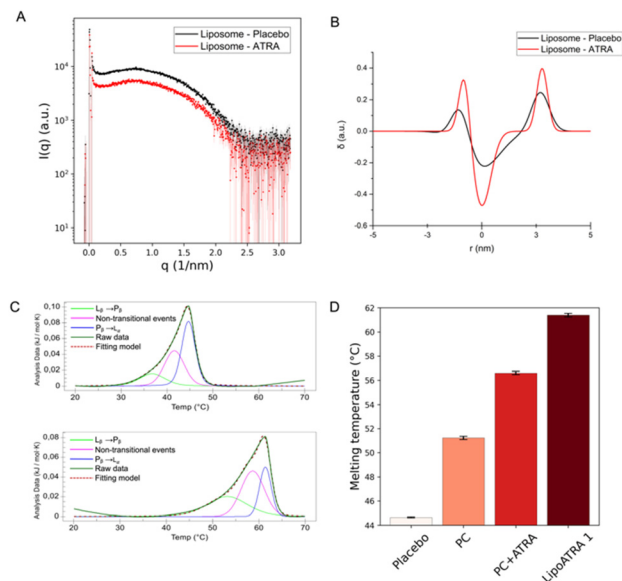 A
Liposome - Placebo
Liposome - ATRA
I(q) (a.u.)
10⁴
10³
10²
10¹
0.0 0.5 1.0 1.5 2.0 2.5 3.0
q (1/nm)
B
Liposome - Placebo
Liposome - ATRA
δ (a.u.)
0.4
0.2
0.0
-0.2
-0.4
-0.6
-5 -3 0 3 5
r (nm)
C
Analysis Data (kJ / mol·K)
0,10
0,08
0,06
0,04
0,02
0
Lβ →Pβ
Non-transitional events
Pβ→Lα
Raw data
Fitting model
20 30 40 50 60 70
Temp (°C)
Analysis Data (kJ / mol·K)
0,08
0,06
0,04
0,02
0,00
Lβ →Pβ
Non-transitional events
Pβ→Lα
Raw data
Fitting model
20 30 40 50 60 70
Temp (°C)
D
Melting temperature (°C)
62
60
58
56
54
52
50
48
46
44
Placebo
PC
PC+ATRA
LipoATRA 1